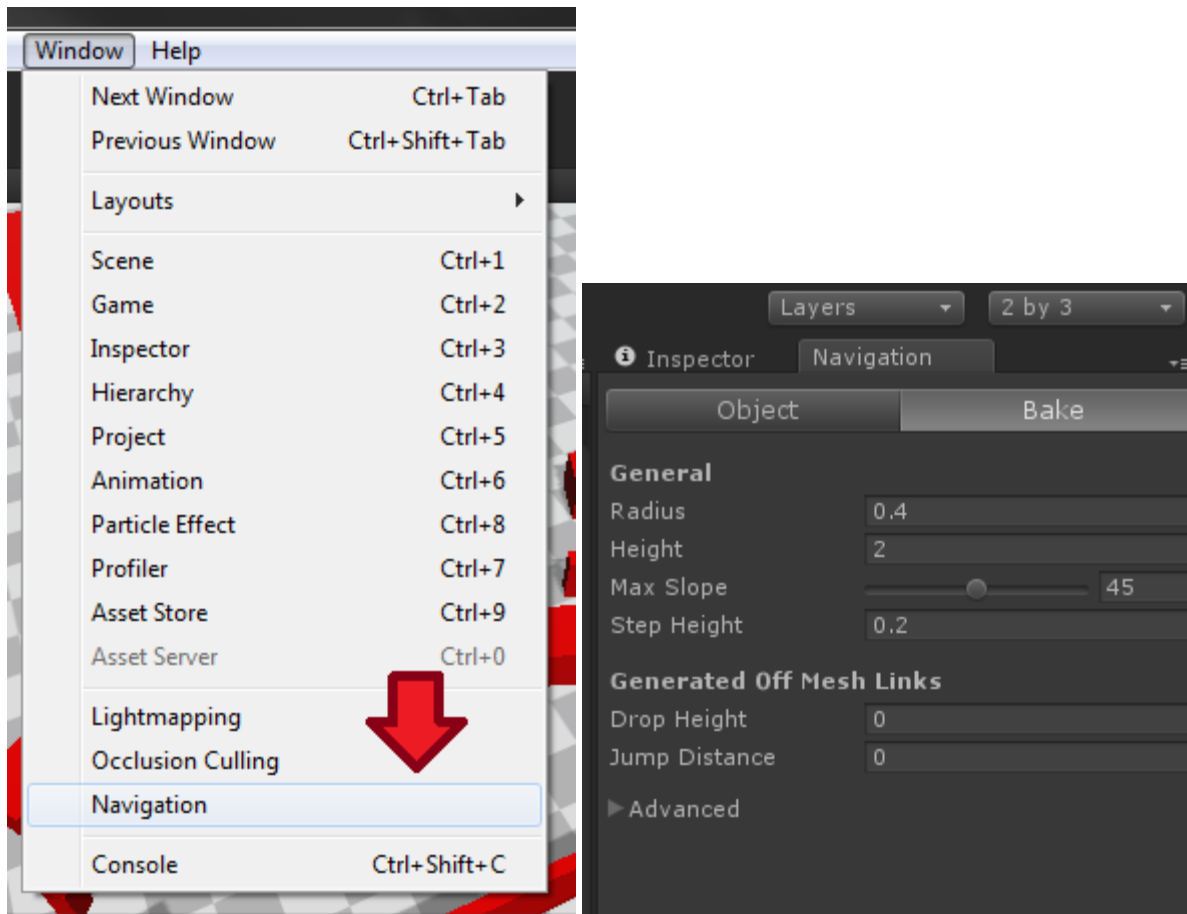 Window Help
Next Window Ctrl+Tab
Previous Window Ctrl+Shift+Tab
Layouts
Scene Ctrl+1
Game Ctrl+2
Inspector Ctrl+3
Hierarchy Ctrl+4
Project Ctrl+5
Animation Ctrl+6
Particle Effect Ctrl+8
Profiler Ctrl+7
Asset Store Ctrl+9
Asset Server Ctrl+0
Lightmapping
Occlusion Culling
Navigation
Console Ctrl+Shift+C
Layers 2 by 3
Inspector Navigation
Object Bake
General
Radius 0.4
Height 2
Max Slope 45
Step Height 0.2
Generated Off Mesh Links
Drop Height 0
Jump Distance 0
Advanced